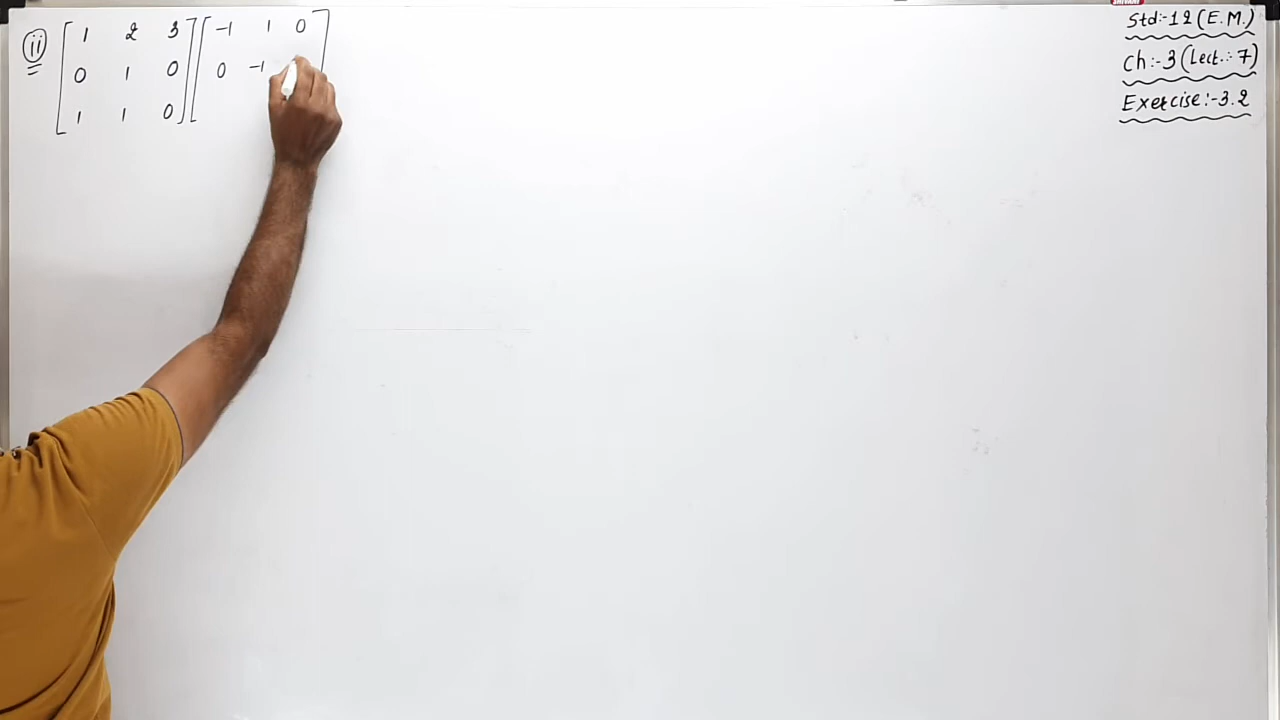 ii [ 1 2 3 ] [ -1 1 0 ]
0 1 0 0 -1
1 1 0
Std:-12 (E.M.)
Ch:-3 (Lect.:-7)
Exercise:-3.2